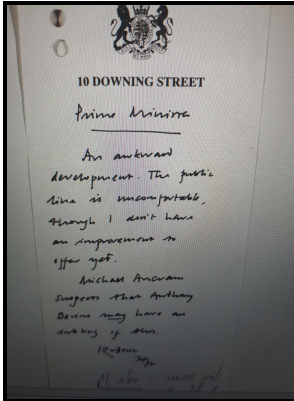 10 DOWNING STREET
Prime Minister
An awkward
development. The public
line is uncomfortable,
though I don't have
an improvement to
offer yet.
Michael Ancram
suspects that Anthony
Bevins may have an
inkling of this.